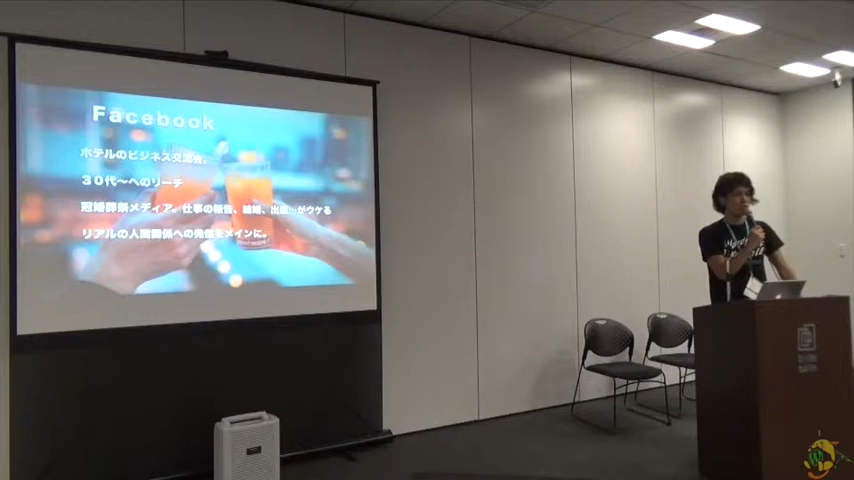 Facebook
ホテルのビジネス交流会。
30代〜へのリーチ
冠婚葬祭メディア。仕事の報告、結婚、出産…がウケる
リアルの人間関係への発信をメインに。